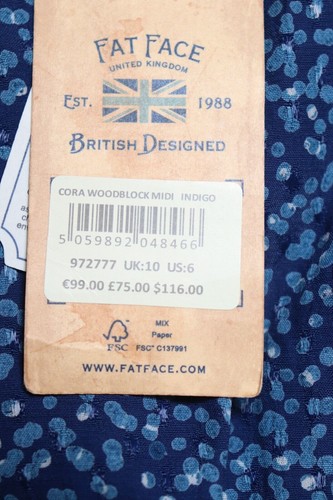 FAT FACE
UNITED KINGDOM
EST. 1988
BRITISH DESIGNED
CORA WOODBLOCK MIDI INDIGO
5 059892 048466
972777 UK:10 US:6
€99.00 £75.00 $116.00
FSC
MIX
Paper
FSC® C137991
WWW.FATFACE.COM